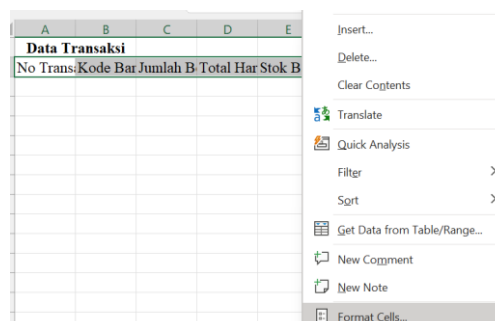 A B C D E
Data Transaksi
No Trans Kode Bar Jumlah B Total Har Stok B
Insert...
Delete...
Clear Contents
Translate
Quick Analysis
Filter
Sort
Get Data from Table/Range...
New Comment
New Note
Format Cells...